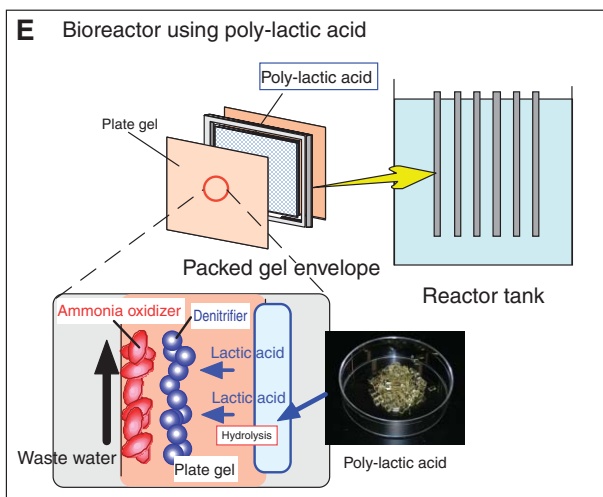 E Bioreactor using poly-lactic acid
Poly-lactic acid
Plate gel
Packed gel envelope
Reactor tank
Ammonia oxidizer
Denitrifier
Lactic acid
Lactic acid
Hydrolysis
Waste water
Plate gel
Poly-lactic acid